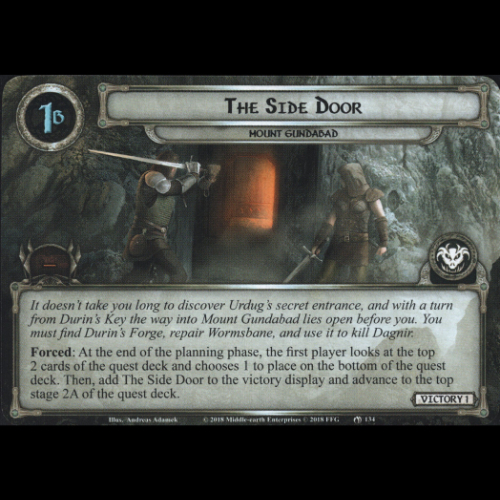 1B
THE SIDE DOOR
MOUNT GUNDABAD
It doesn't take you long to discover Urdug's secret entrance, and with a turn
from Durin's Key the way into Mount Gundabad lies open before you. You
must find Durin's Forge, repair Wormsbane, and use it to kill Dagnir.
Forced: At the end of the planning phase, the first player looks at the top
2 cards of the quest deck and chooses 1 to place on the bottom of the quest
deck. Then, add The Side Door to the victory display and advance to the top
stage 2A of the quest deck.
VICTORY 1
Illus. Andreas Adamek © 2018 Middle-earth Enterprises © 2018 FFG 134